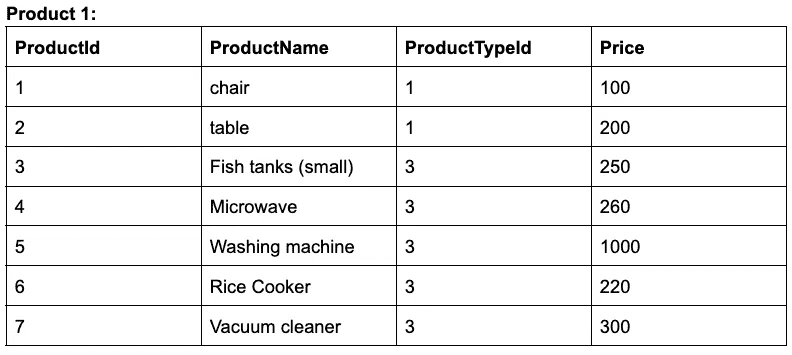 Product 1:
ProductId ProductName ProductTypeId Price
1 chair 1 100
2 table 1 200
3 Fish tanks (small) 3 250
4 Microwave 3 260
5 Washing machine 3 1000
6 Rice Cooker 3 220
7 Vacuum cleaner 3 300